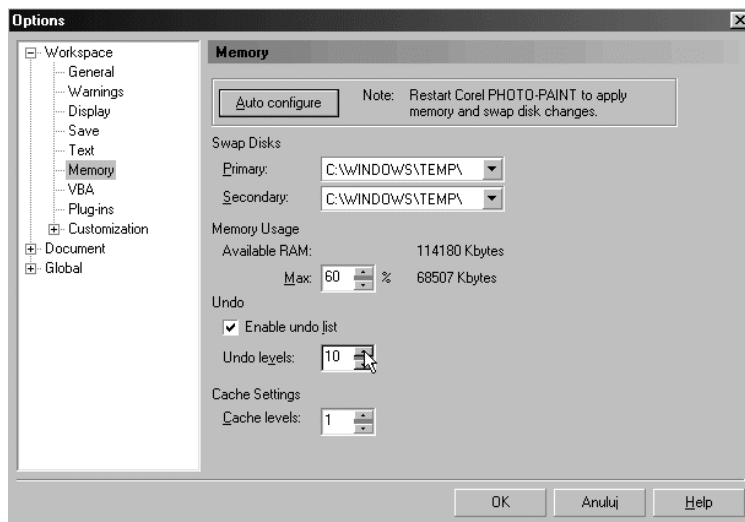 Options
Workspace
General
Warnings
Display
Save
Text
Memory
VBA
Plug-ins
Customization
Document
Global
Memory
Auto configure
Note: Restart Corel PHOTO-PAINT to apply
memory and swap disk changes.
Swap Disks
Primary: C:\WINDOWS\TEMP\
Secondary: C:\WINDOWS\TEMP\
Memory Usage
Available RAM: 114180 Kbytes
Max: 60 % 68507 Kbytes
Undo
Enable undo list
Undo levels: 10
Cache Settings
Cache levels: 1
OK Anuluj Help